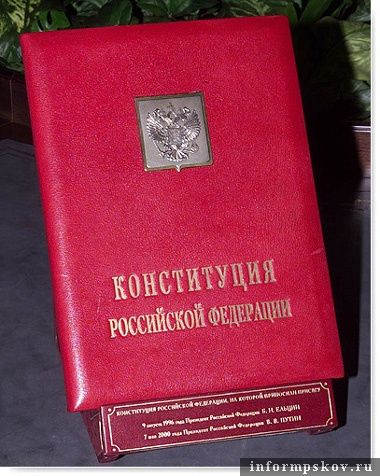 КОНСТИТУЦИЯ
РОССИЙСКОЙ ФЕДЕРАЦИИ
КОНСТИТУЦИЯ РОССИЙСКОЙ ФЕДЕРАЦИИ, НА КОТОРОЙ ПРИНОСИЛИ ПРИСЯГУ
9 августа 1996 года Президент Российской Федерации Б. Н. ЕЛЬЦИН
7 мая 2000 года Президент Российской Федерации В. В. ПУТИН
informpskov.ru